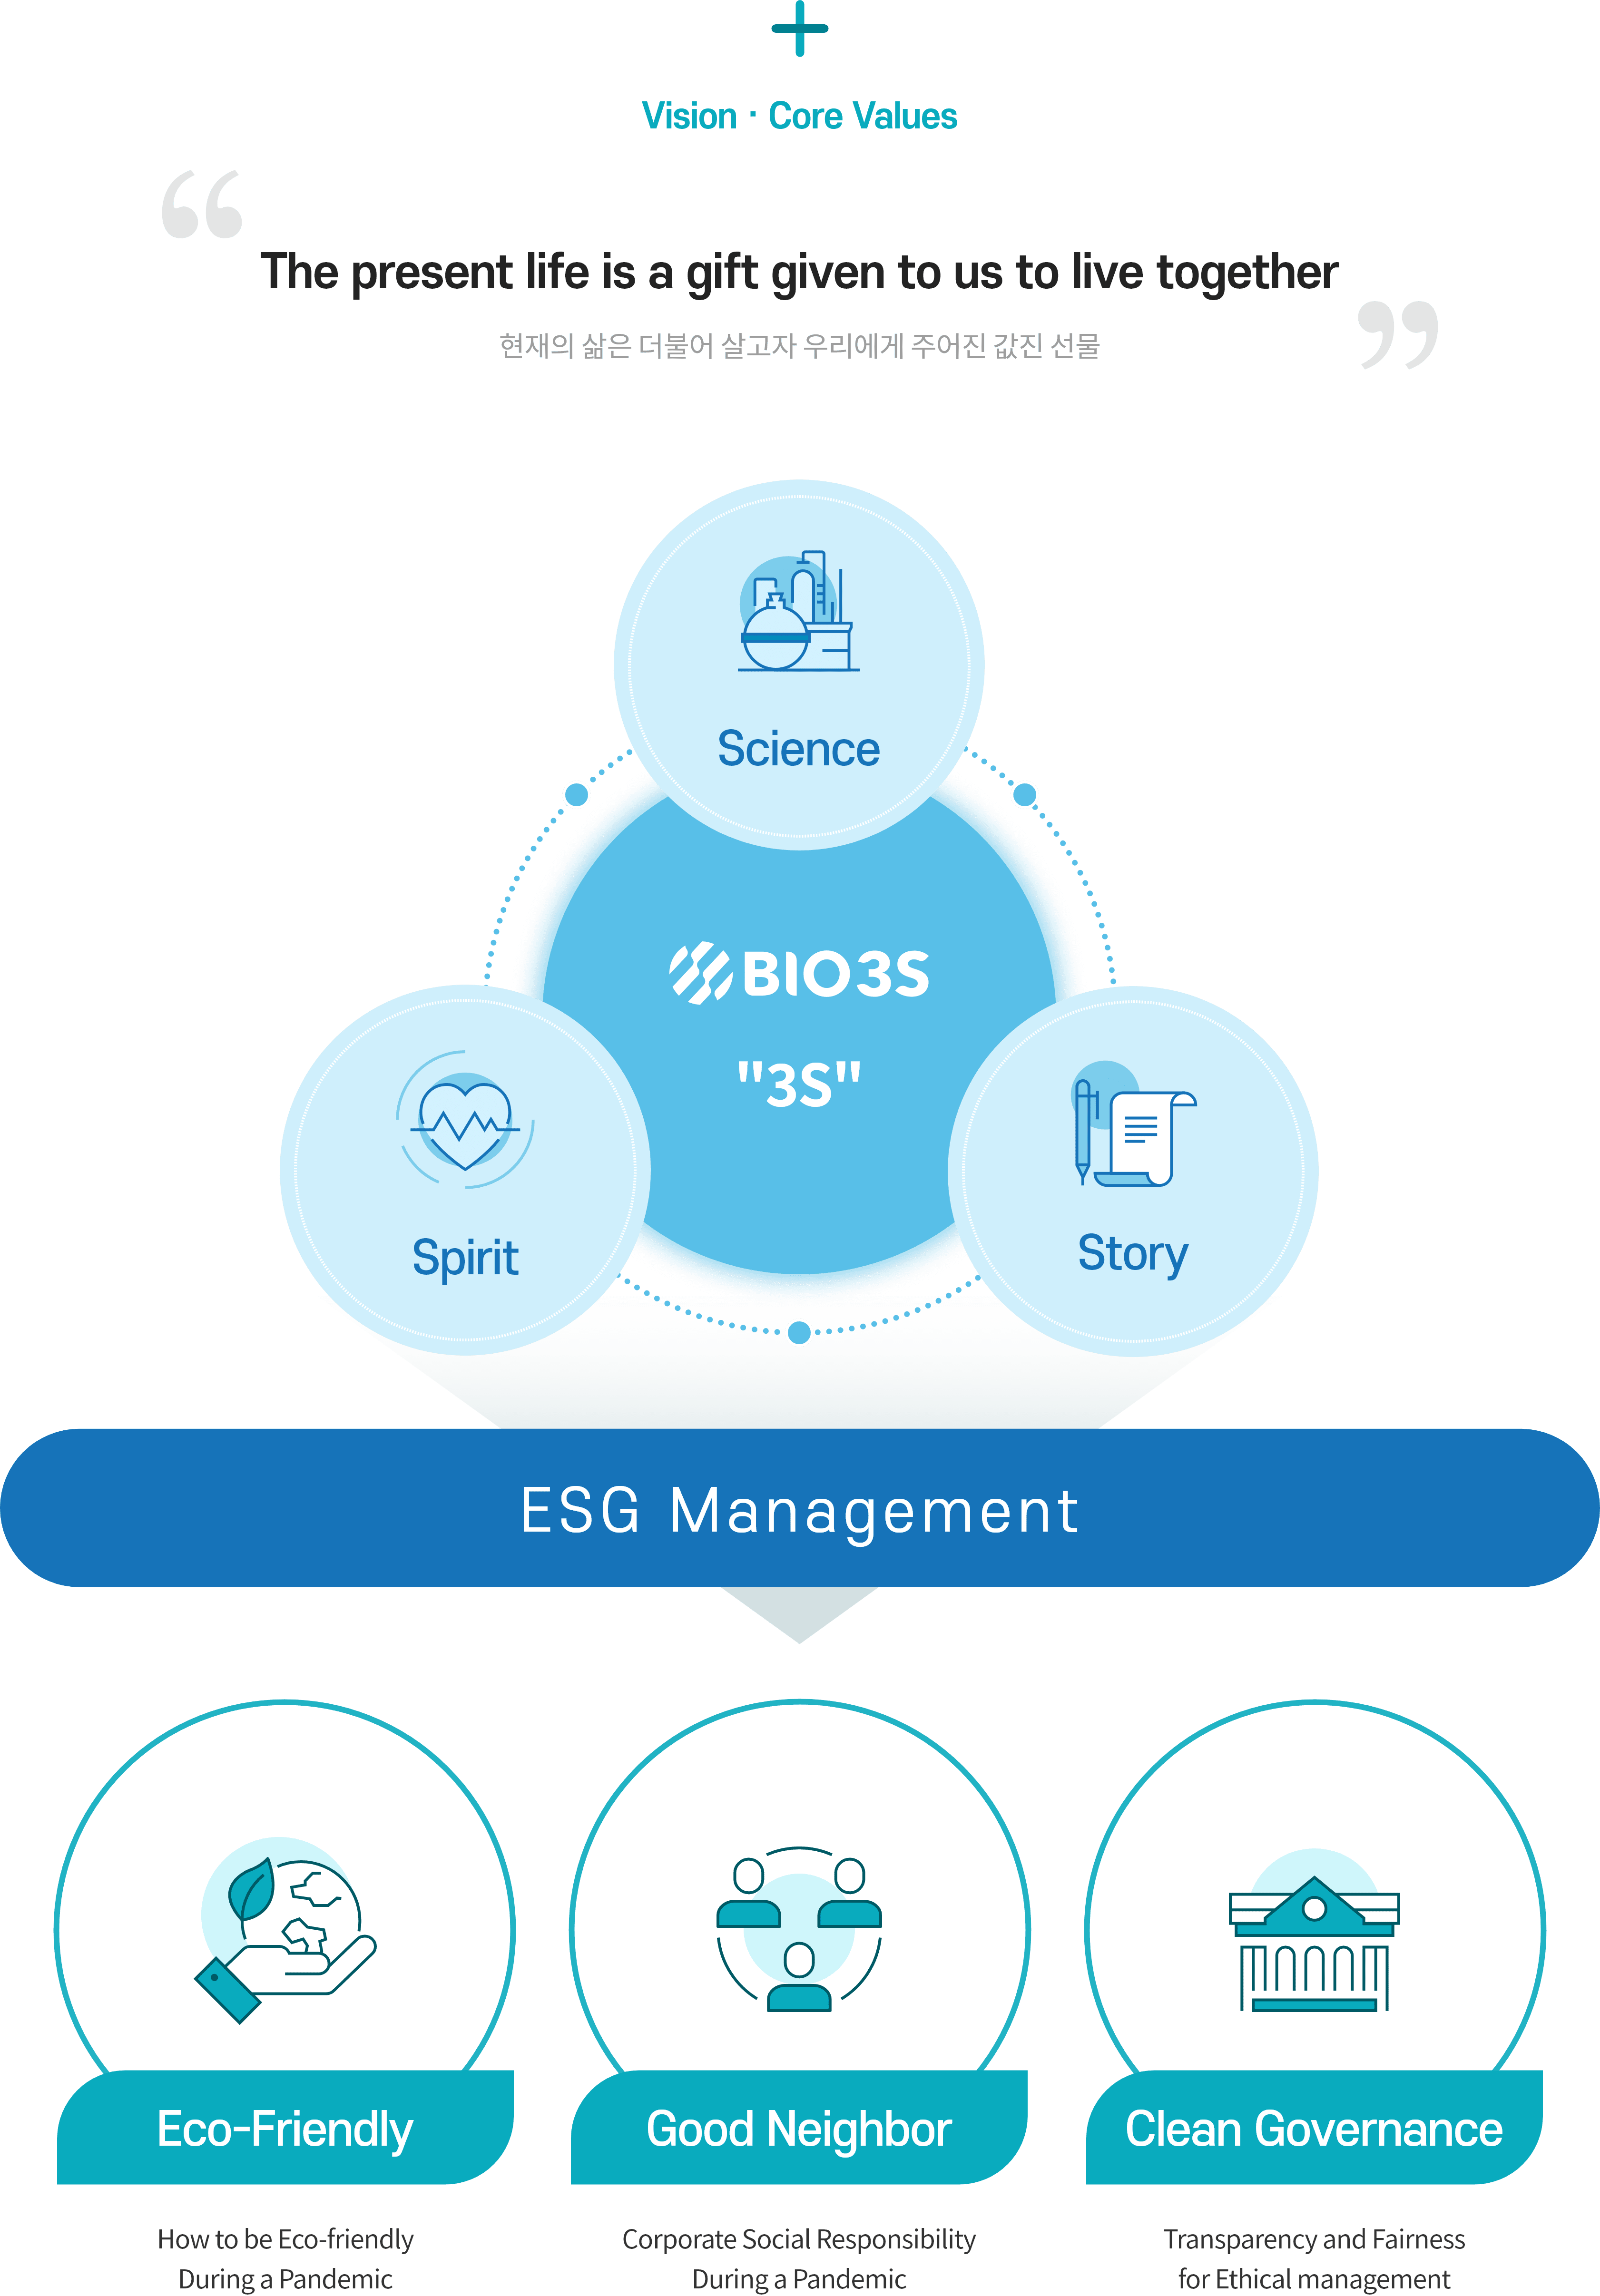 Vision · Core Values
“
The present life is a gift given to us to live together
현재의 삶은 더불어 살고자 우리에게 주어진 값진 선물
”
Science
BIO3S
"3S"
Spirit
Story
ESG Management
Eco-Friendly
Good Neighbor
Clean Governance
How to be Eco-friendly
During a Pandemic
Corporate Social Responsibility
During a Pandemic
Transparency and Fairness
for Ethical management